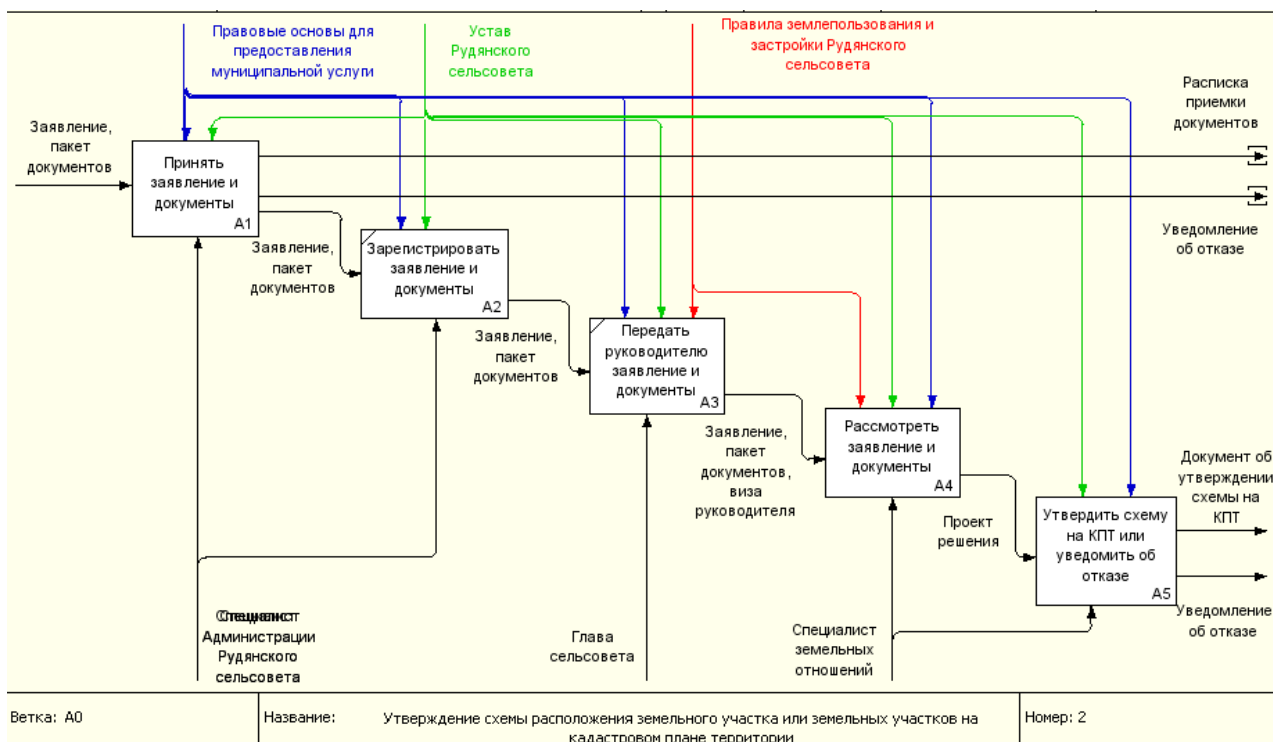 Правовые основы для
предоставления
муниципальной услуги
Устав
Рудянского
сельсовета
Правила землепользования и
застройки Рудянского
сельсовета
Расписка
приемки
документов
Заявление,
пакет
документов
Принять
заявление и
документы
A1
Уведомление
об отказе
Заявление,
пакет
документов
Зарегистрировать
заявление и
документы
A2
Заявление,
пакет
документов
Передать
руководителю
заявление и
документы
A3
Заявление,
пакет
документов,
виза
руководителя
Рассмотреть
заявление и
документы
A4
Проект
решения
Документ об
утверждении
схемы на
КПТ
Утвердить схему
на КПТ или
уведомить об
отказе
A5
Уведомление
об отказе
Специалист
Администрации
Рудянского
сельсовета
Глава
сельсовета
Специалист
земельных
отношений
Ветка: A0
Название:
Утверждение схемы расположения земельного участка или земельных участков на
кадастровом плане территории
Номер: 2